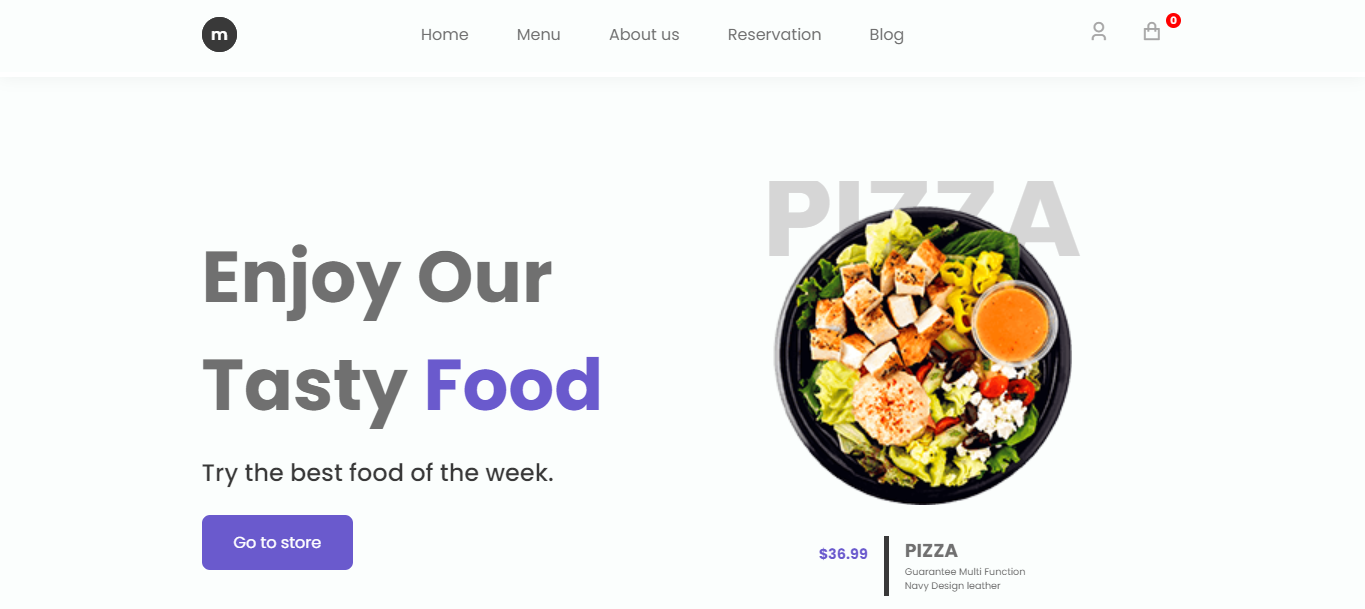 m
Home Menu About us Reservation Blog
0
PIZZA
Enjoy Our
Tasty Food
Try the best food of the week.
Go to store
$36.99
PIZZA
Guarantee Multi Function
Navy Design leather